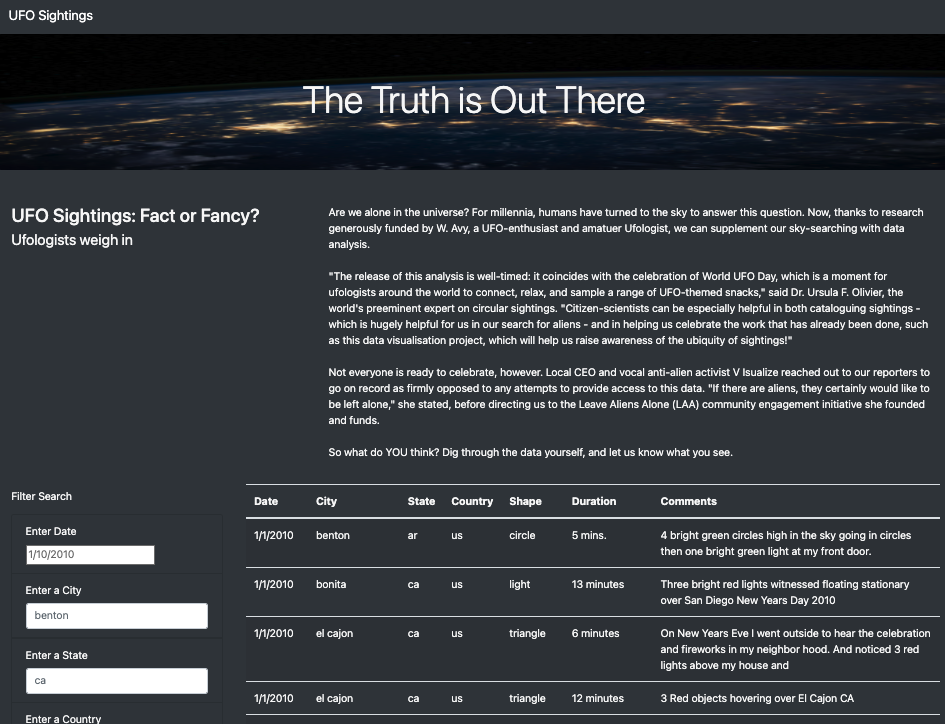 UFO Sightings
The Truth is Out There
UFO Sightings: Fact or Fancy?
Ufologists weigh in
Are we alone in the universe? For millennia, humans have turned to the sky to answer this question. Now, thanks to research
generously funded by W. Avy, a UFO-enthusiast and amatuer Ufologist, we can supplement our sky-searching with data
analysis.
"The release of this analysis is well-timed: it coincides with the celebration of World UFO Day, which is a moment for
ufologists around the world to connect, relax, and sample a range of UFO-themed snacks," said Dr. Ursula F. Olivier, the
world's preeminent expert on circular sightings. "Citizen-scientists can be especially helpful in both cataloguing sightings -
which is hugely helpful for us in our search for aliens - and in helping us celebrate the work that has already been done, such
as this data visualisation project, which will help us raise awareness of the ubiquity of sightings!"
Not everyone is ready to celebrate, however. Local CEO and vocal anti-alien activist V Isualize reached out to our reporters to
go on record as firmly opposed to any attempts to provide access to this data. "If there are aliens, they certainly would like to
be left alone," she stated, before directing us to the Leave Aliens Alone (LAA) community engagement initiative she founded
and funds.
So what do YOU think? Dig through the data yourself, and let us know what you see.
Filter Search
Enter Date
1/10/2010
Enter a City
benton
Enter a State
ca
Enter a Country
Date City State Country Shape Duration Comments
1/1/2010 benton ar us circle 5 mins. 4 bright green circles high in the sky going in circles
then one bright green light at my front door.
1/1/2010 bonita ca us light 13 minutes Three bright red lights witnessed floating stationary
over San Diego New Years Day 2010
1/1/2010 el cajon ca us triangle 6 minutes On New Years Eve I went outside to hear the celebration
and fireworks in my neighbor hood. And noticed 3 red
lights above my house and
1/1/2010 el cajon ca us triangle 12 minutes 3 Red objects hovering over El Cajon CA